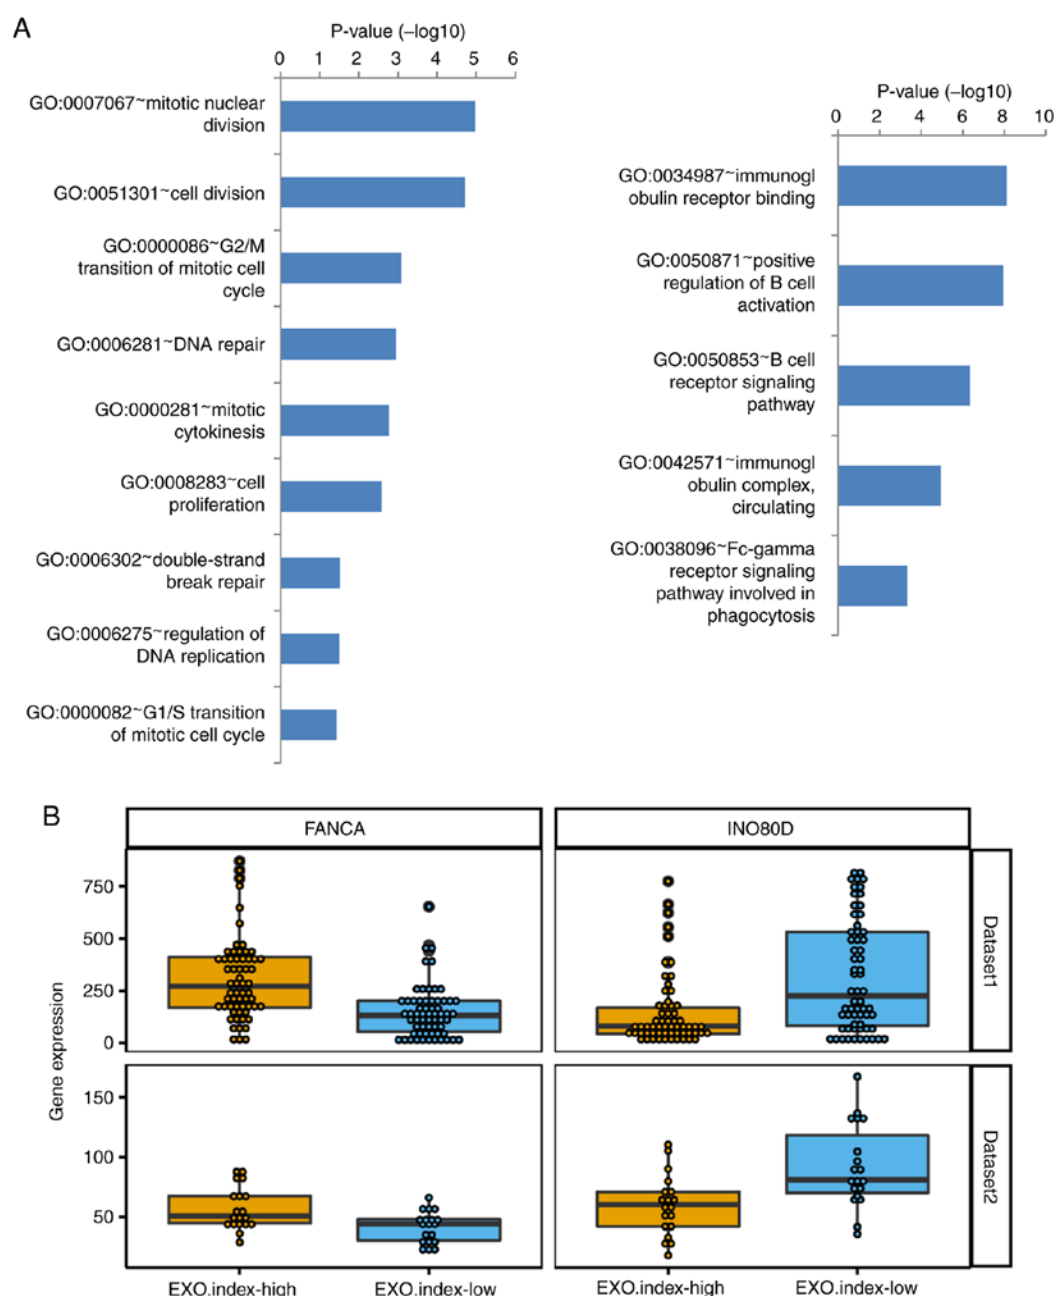 A
P-value (–log10)
0 1 2 3 4 5 6
GO:0007067~mitotic nuclear
division
GO:0051301~cell division
GO:0000086~G2/M
transition of mitotic cell
cycle
GO:0006281~DNA repair
GO:0000281~mitotic
cytokinesis
GO:0008283~cell
proliferation
GO:0006302~double-strand
break repair
GO:0006275~regulation of
DNA replication
GO:0000082~G1/S transition
of mitotic cell cycle
P-value (–log10)
0 2 4 6 8 10
GO:0034987~immunogl
obulin receptor binding
GO:0050871~positive
regulation of B cell
activation
GO:0050853~B cell
receptor signaling
pathway
GO:0042571~immunogl
obulin complex,
circulating
GO:0038096~Fc-gamma
receptor signaling
pathway involved in
phagocytosis
B
FANCA
INO80D
Gene expression
750
500
250
0
Dataset1
150
100
50
Dataset2
EXO.index-high
EXO.index-low
EXO.index-high
EXO.index-low